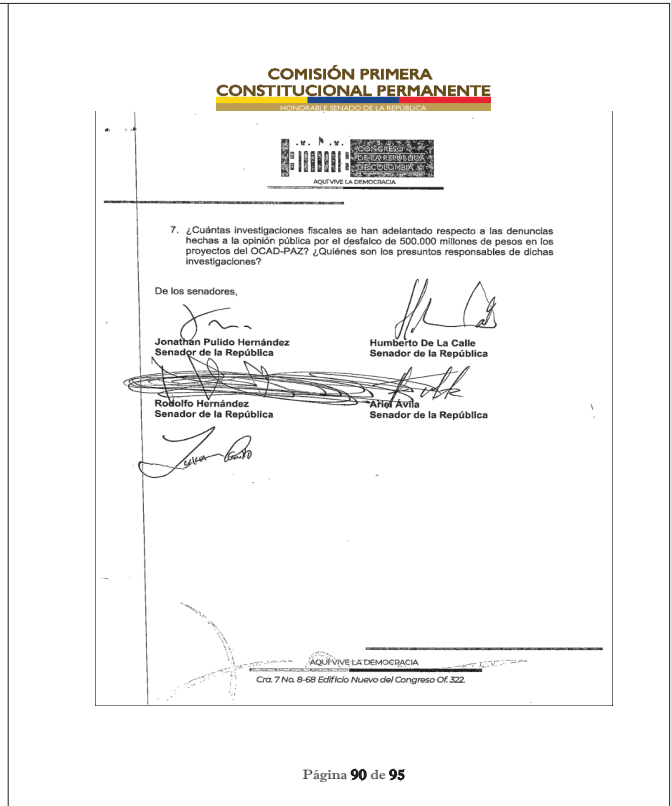 COMISIÓN PRIMERA
CONSTITUCIONAL PERMANENTE
HONORABLE SENADO DE LA REPÚBLICA
CONGRESO
DE LA REPÚBLICA
DE COLOMBIA
AQUÍ VIVE LA DEMOCRACIA
7. ¿Cuántas investigaciones fiscales se han adelantado respecto a las denuncias
hechas a la opinión pública por el desfalco de 500.000 millones de pesos en los
proyectos del OCAD-PAZ? ¿Quiénes son los presuntos responsables de dichas
investigaciones?
De los senadores,
Jonathan Pulido Hernández
Senador de la República
Humberto De La Calle
Senador de la República
Rodolfo Hernández
Senador de la República
Ariel Ávila
Senador de la República
AQUÍ VIVE LA DEMOCRACIA
Cra. 7 No. 8-68 Edificio Nuevo del Congreso Of. 322.
Página 90 de 95